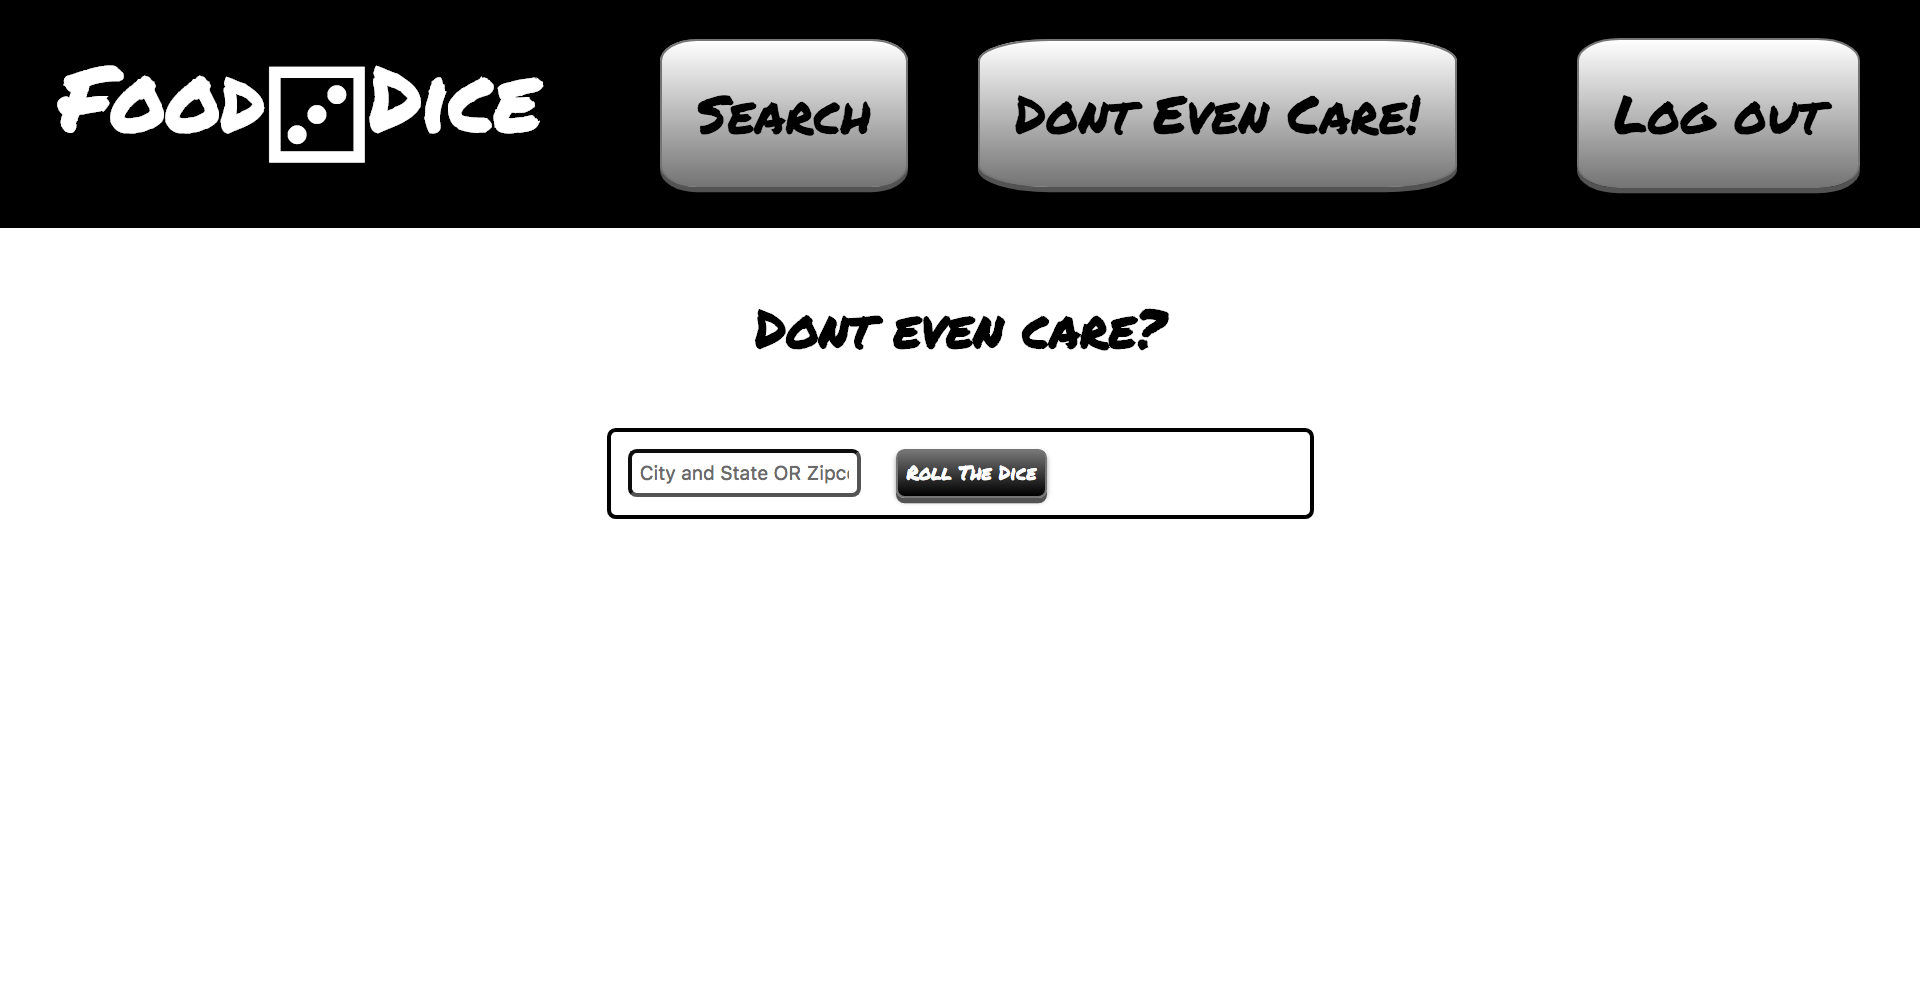 Food Dice
Search
Dont Even Care!
Log out
Dont even care?
City and State OR Zipc
Roll The Dice